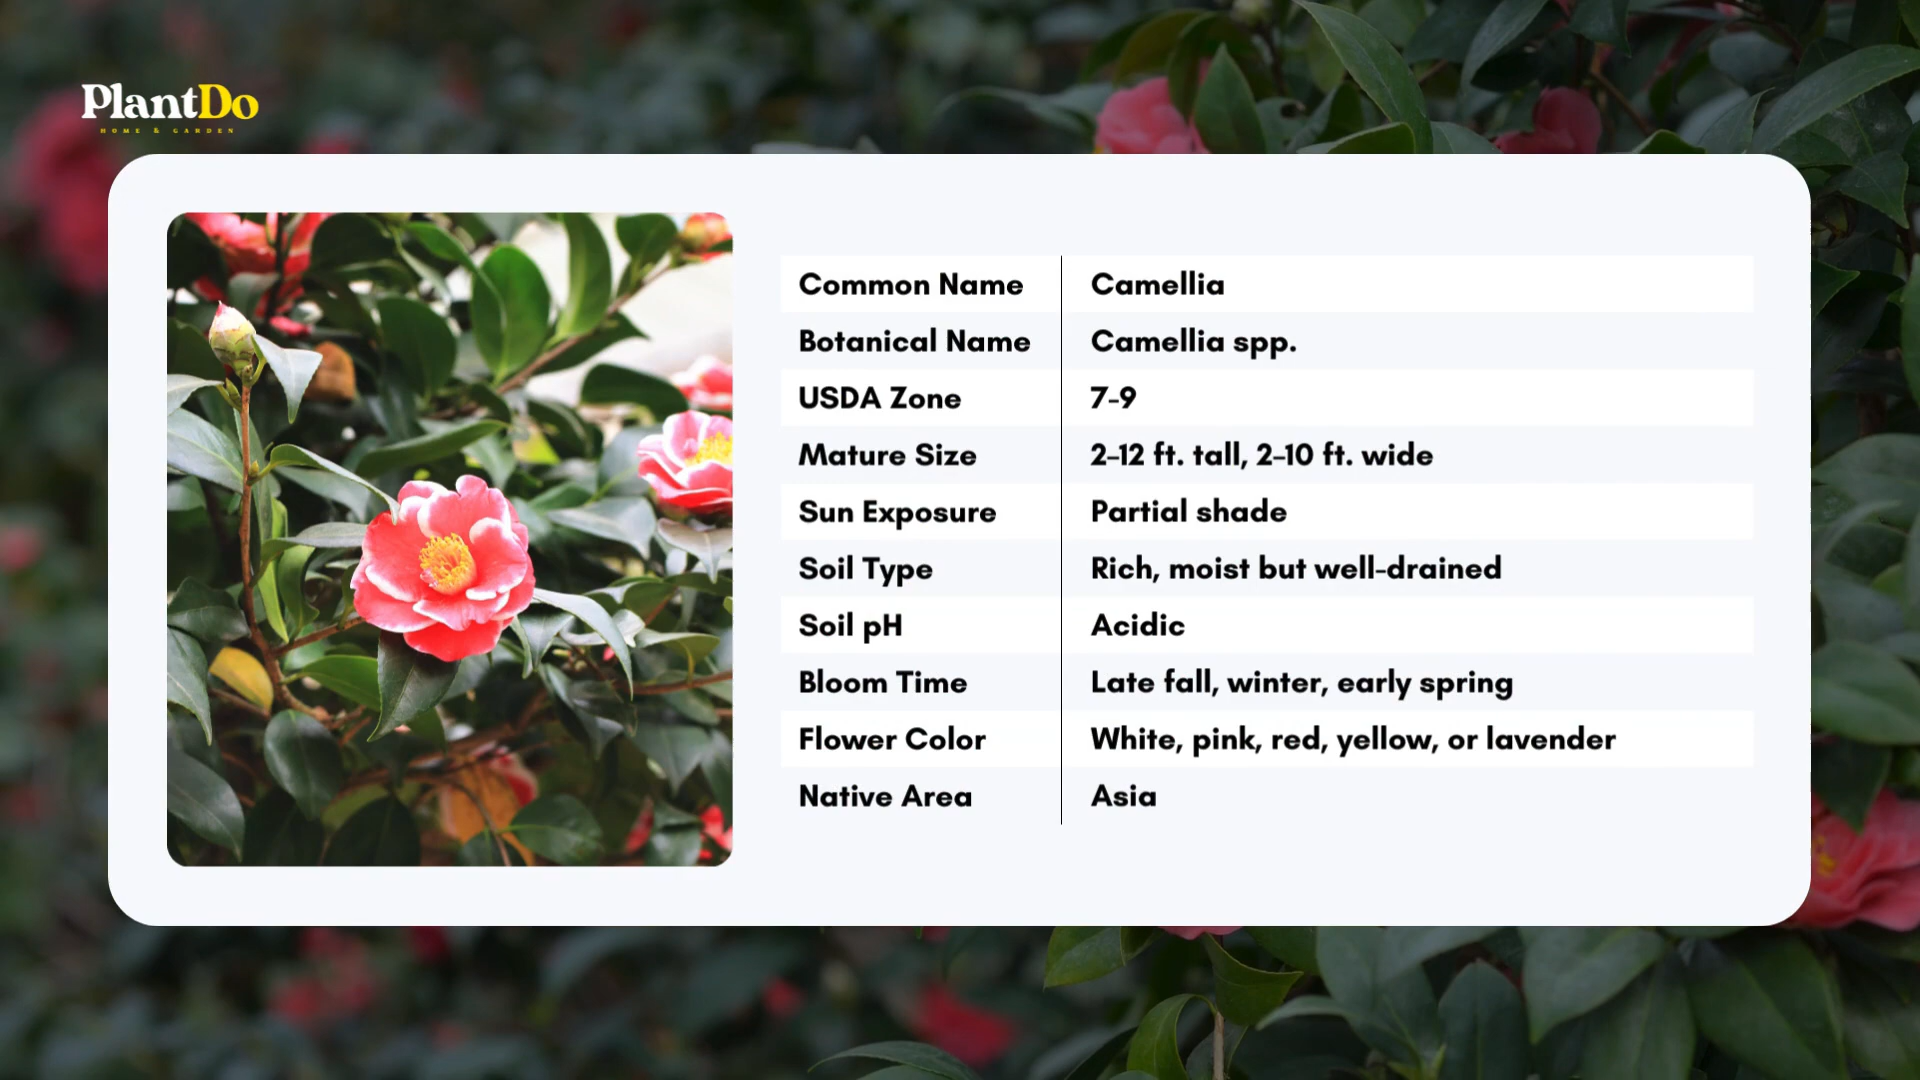 PlantDo
HOME & GARDEN
Common Name Camellia
Botanical Name Camellia spp.
USDA Zone 7-9
Mature Size 2-12 ft. tall, 2-10 ft. wide
Sun Exposure Partial shade
Soil Type Rich, moist but well-drained
Soil pH Acidic
Bloom Time Late fall, winter, early spring
Flower Color White, pink, red, yellow, or lavender
Native Area Asia